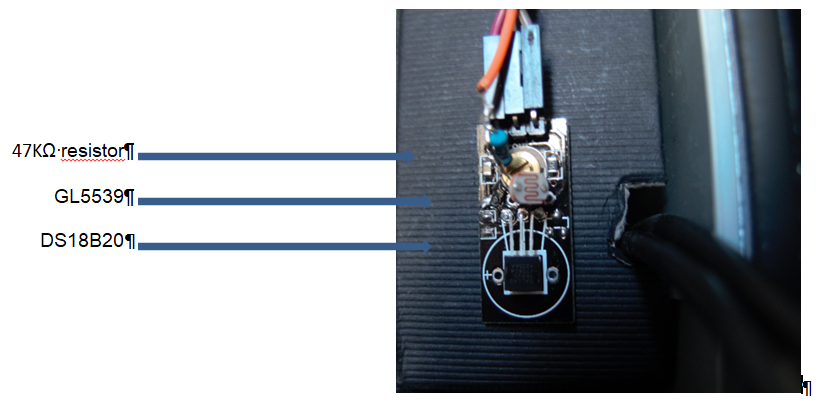 47KΩ·resistor¶
GL5539¶
DS18B20¶
¶